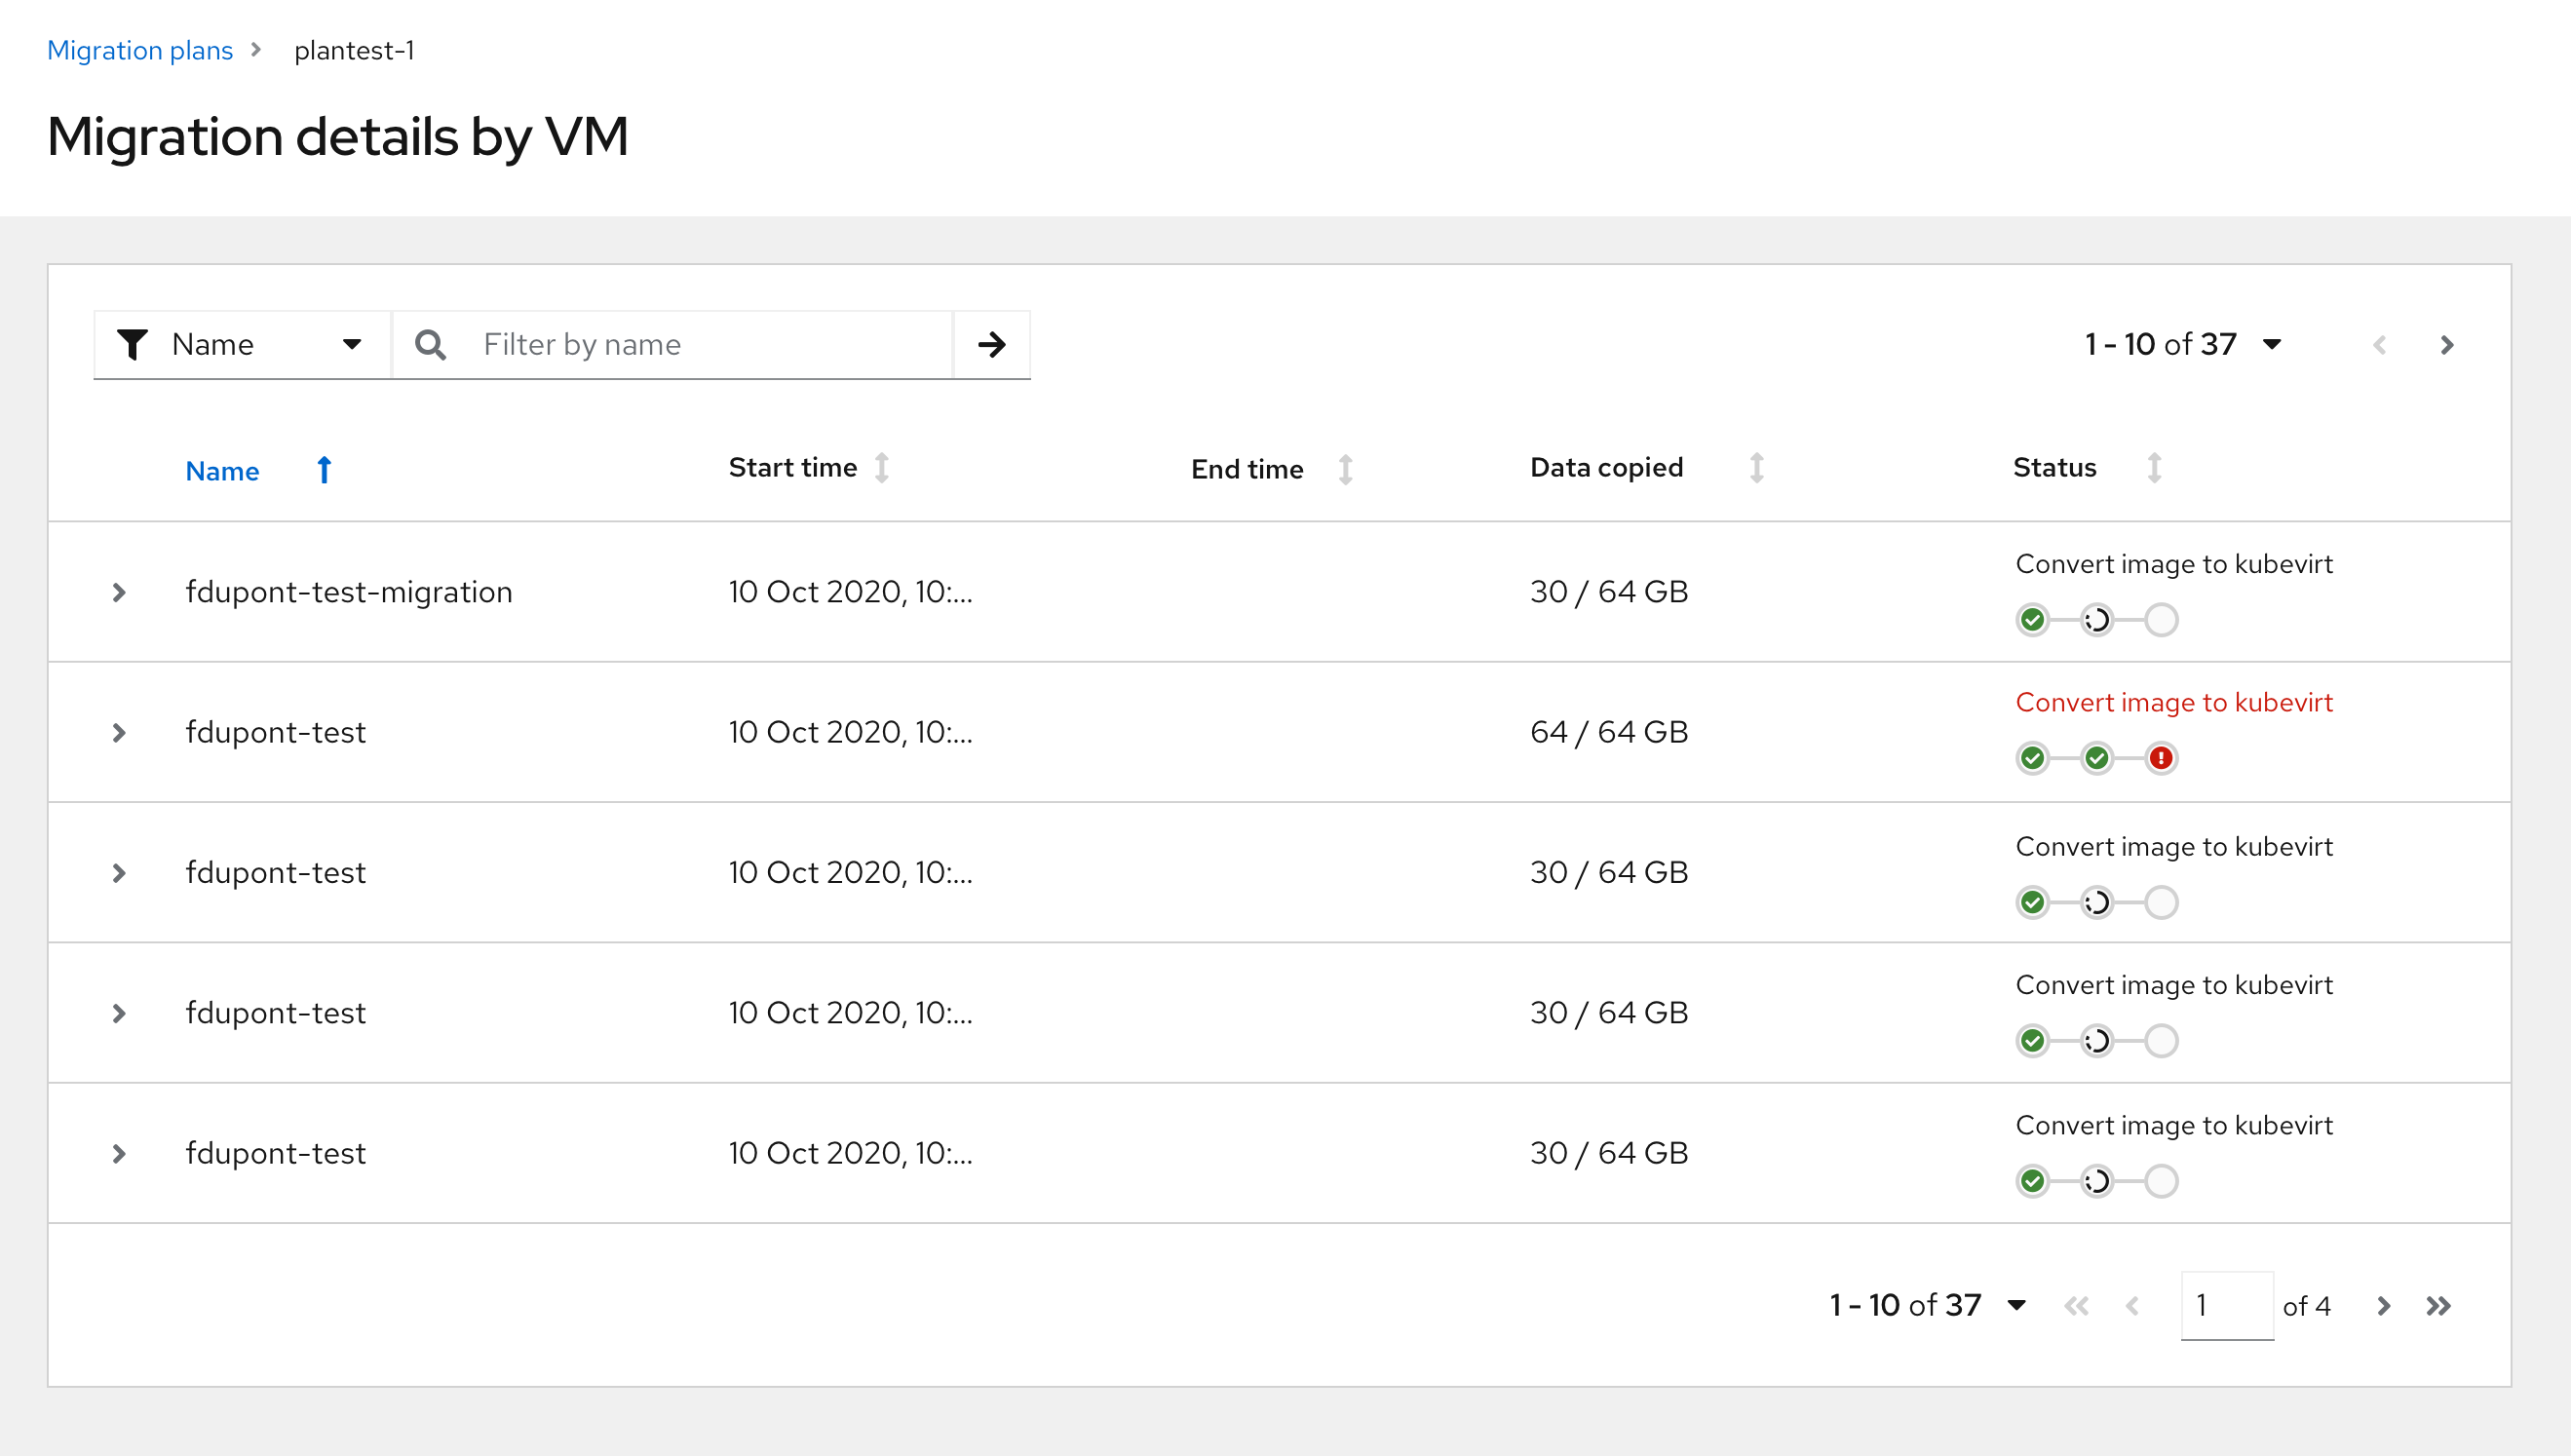 Migration plans plantest-1
Migration details by VM
Name Filter by name 1 - 10 of 37
Name Start time End time Data copied Status
fdupont-test-migration 10 Oct 2020, 10:... 30 / 64 GB Convert image to kubevirt
fdupont-test 10 Oct 2020, 10:... 64 / 64 GB Convert image to kubevirt
fdupont-test 10 Oct 2020, 10:... 30 / 64 GB Convert image to kubevirt
fdupont-test 10 Oct 2020, 10:... 30 / 64 GB Convert image to kubevirt
fdupont-test 10 Oct 2020, 10:... 30 / 64 GB Convert image to kubevirt
1 - 10 of 37 1 of 4